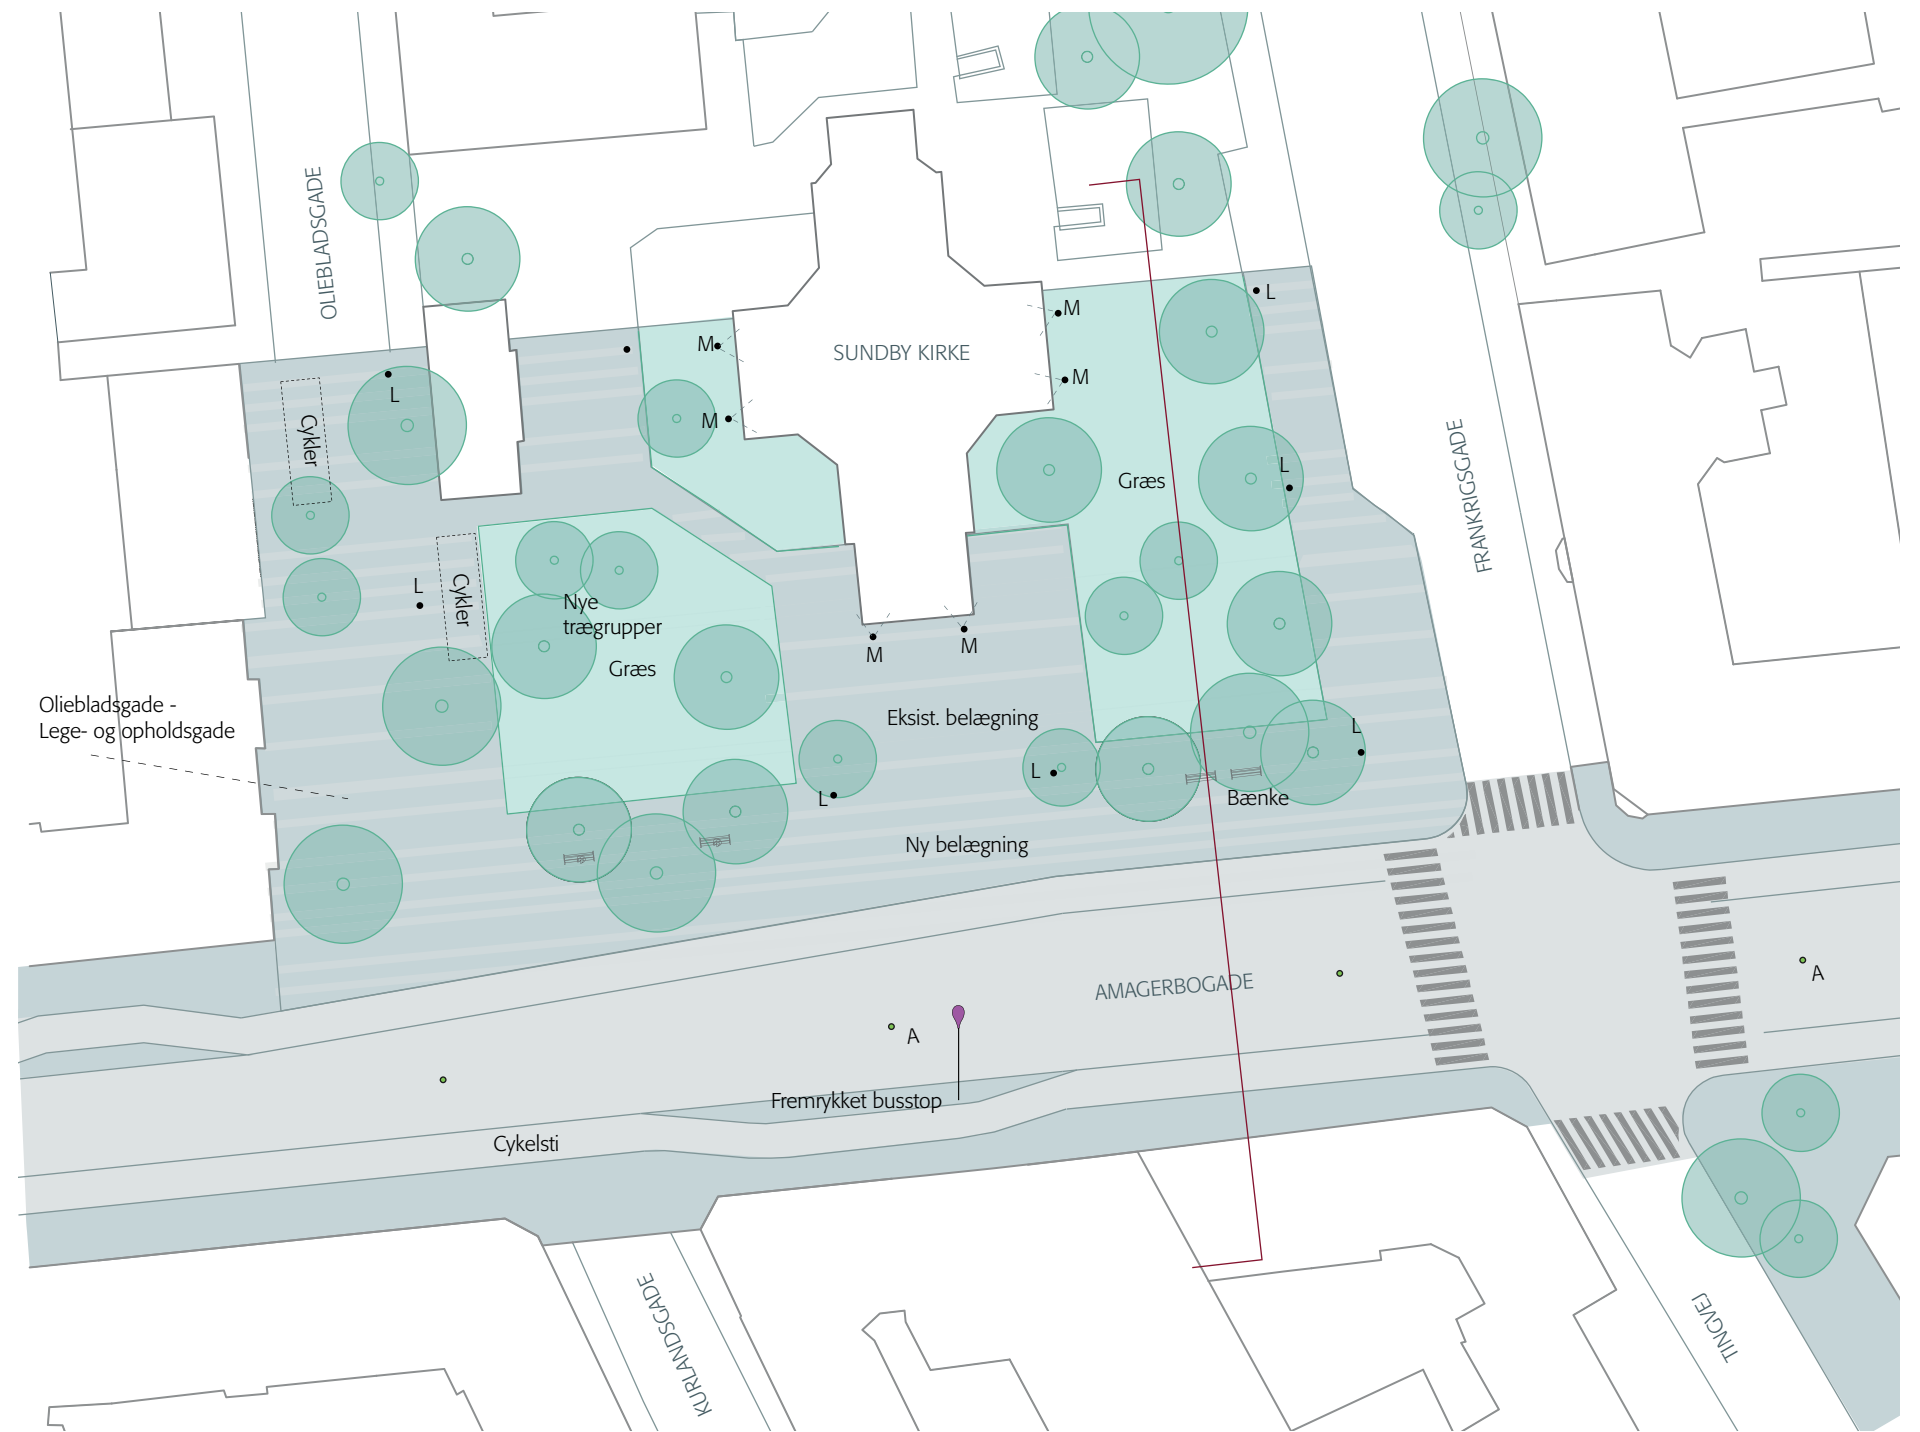 OLIEBLADSGADE
L
M
M
L
SUNDBY KIRKE
M
Cykler
L
M
FRANKRIGSGADE
L
Græs
Cykler
L
Nye
trægrupper
Græs
M
M
Oliebladsgade -
Lege- og opholdsgade
Eksist. belægning
L
L
L
Bænke
Ny belægning
AMAGERBOGADE
A
A
Fremrykket busstop
Cykelsti
KURLANDSGADE
TINGVEJ